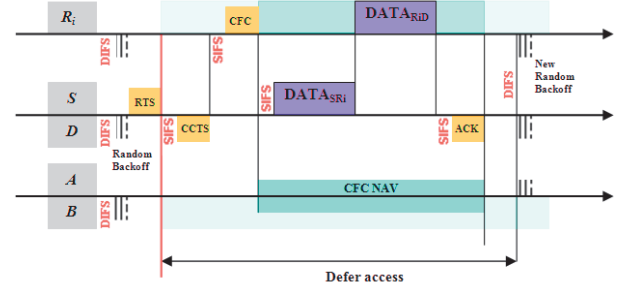 Ri
CFC
DATARiD
DIFS
SIFS
DIFS
New
Random
Backoff
S
RTS
SIFS
DATASRi
D
DIFS
Random
Backoff
SIFS
CCTS
SIFS
ACK
A
CFC NAV
B
DIFS
Defer access